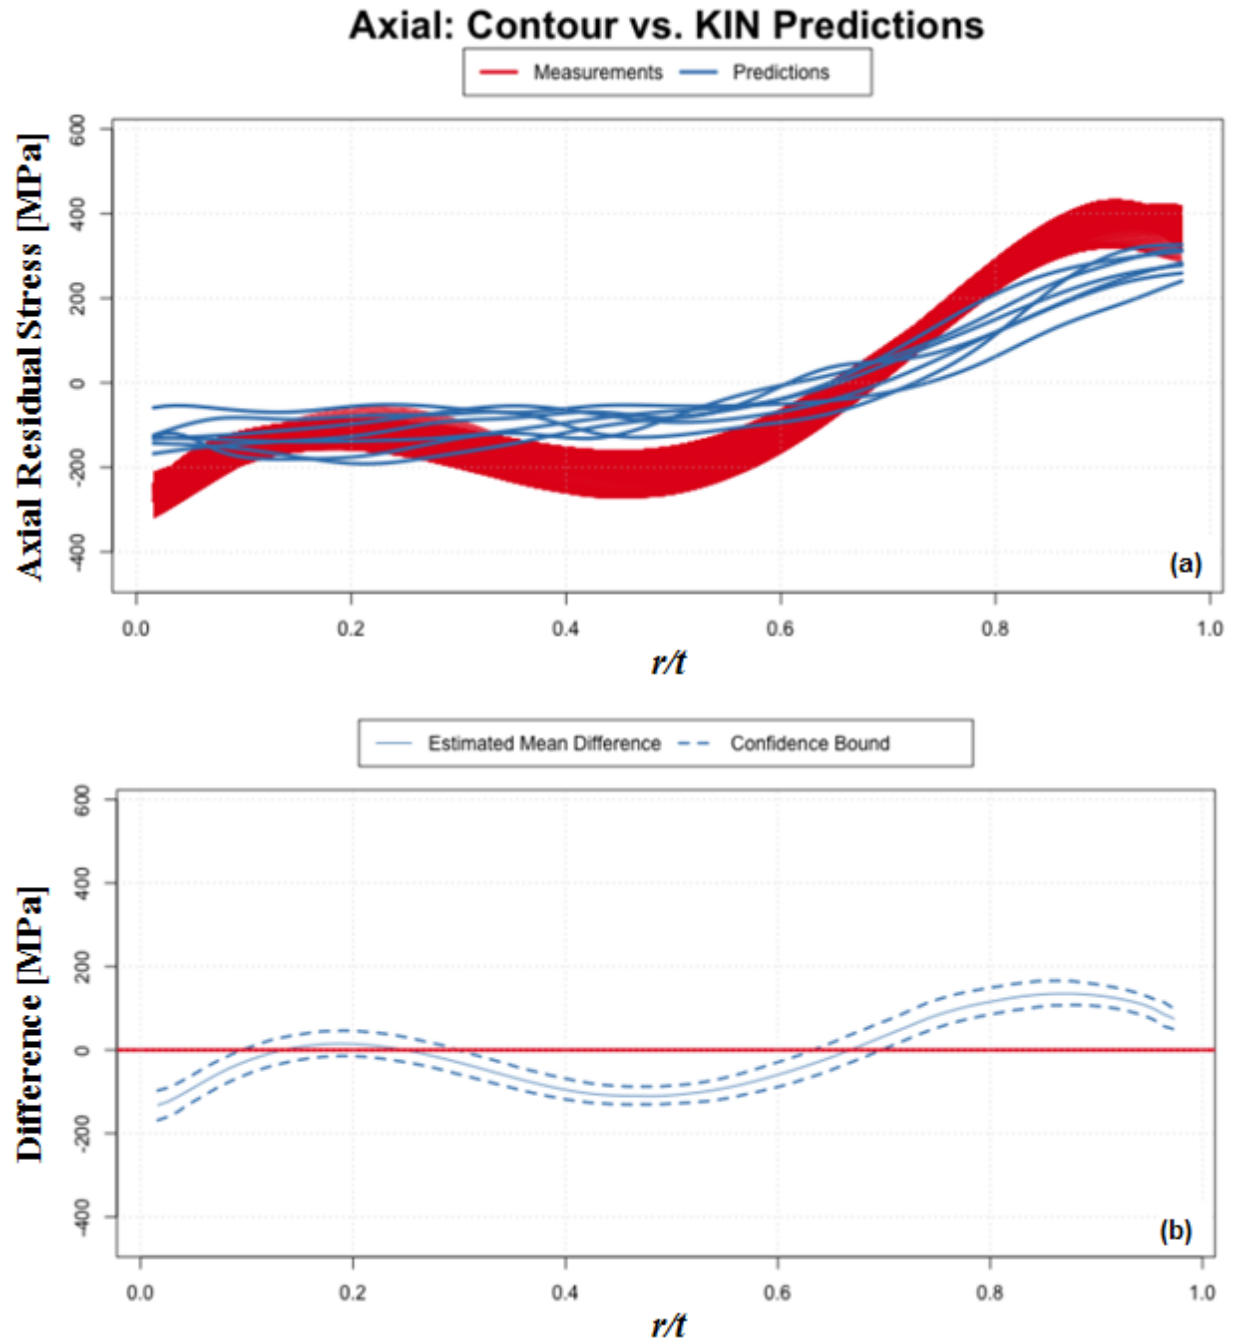 Axial: Contour vs. KIN Predictions
Measurements Predictions
Axial Residual Stress [MPa]
600
400
200
0
-200
-400
(a)
0.0 0.2 0.4 0.6 0.8 1.0
r/t
Estimated Mean Difference Confidence Bound
Difference [MPa]
600
400
200
0
-200
-400
(b)
0.0 0.2 0.4 0.6 0.8 1.0
r/t